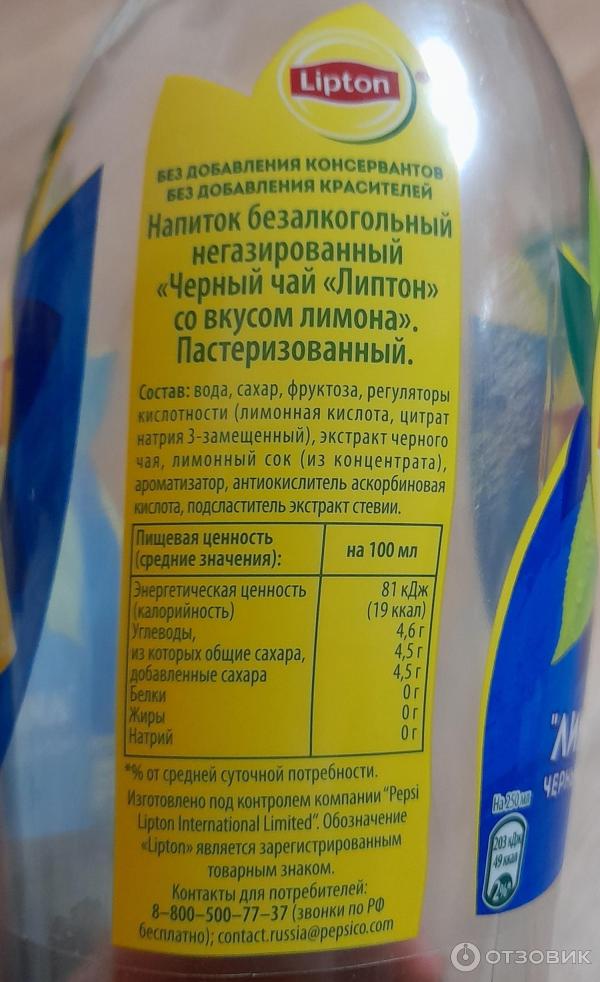 Lipton
БЕЗ ДОБАВЛЕНИЯ КОНСЕРВАНТОВ
БЕЗ ДОБАВЛЕНИЯ КРАСИТЕЛЕЙ
Напиток безалкогольный
негазированный
«Черный чай «Липтон»
со вкусом лимона».
Пастеризованный.
Состав: вода, сахар, фруктоза, регуляторы
кислотности (лимонная кислота, цитрат
натрия 3-замещенный), экстракт черного
чая, лимонный сок (из концентрата),
ароматизатор, антиокислитель аскорбиновая
кислота, подсластитель экстракт стевии.
Пищевая ценность
(средние значения): на 100 мл
Энергетическая ценность 81 кДж
(калорийность) (19 ккал)
Углеводы, 4,6 г
из которых общие сахара, 4,5 г
добавленные сахара 4,5 г
Белки 0 г
Жиры 0 г
Натрий 0 г
*% от средней суточной потребности.
Изготовлено под контролем компании "Pepsi
Lipton International Limited". Обозначение
«Lipton» является зарегистрированным
товарным знаком.
Контакты для потребителей:
8–800–500–77–37 (звонки по РФ
бесплатно); contact.russia@pepsico.com
"ЛИ
ЧЕРН
На 250 мл
203 кДж
49 ккал
2%*
ОТЗОВИК